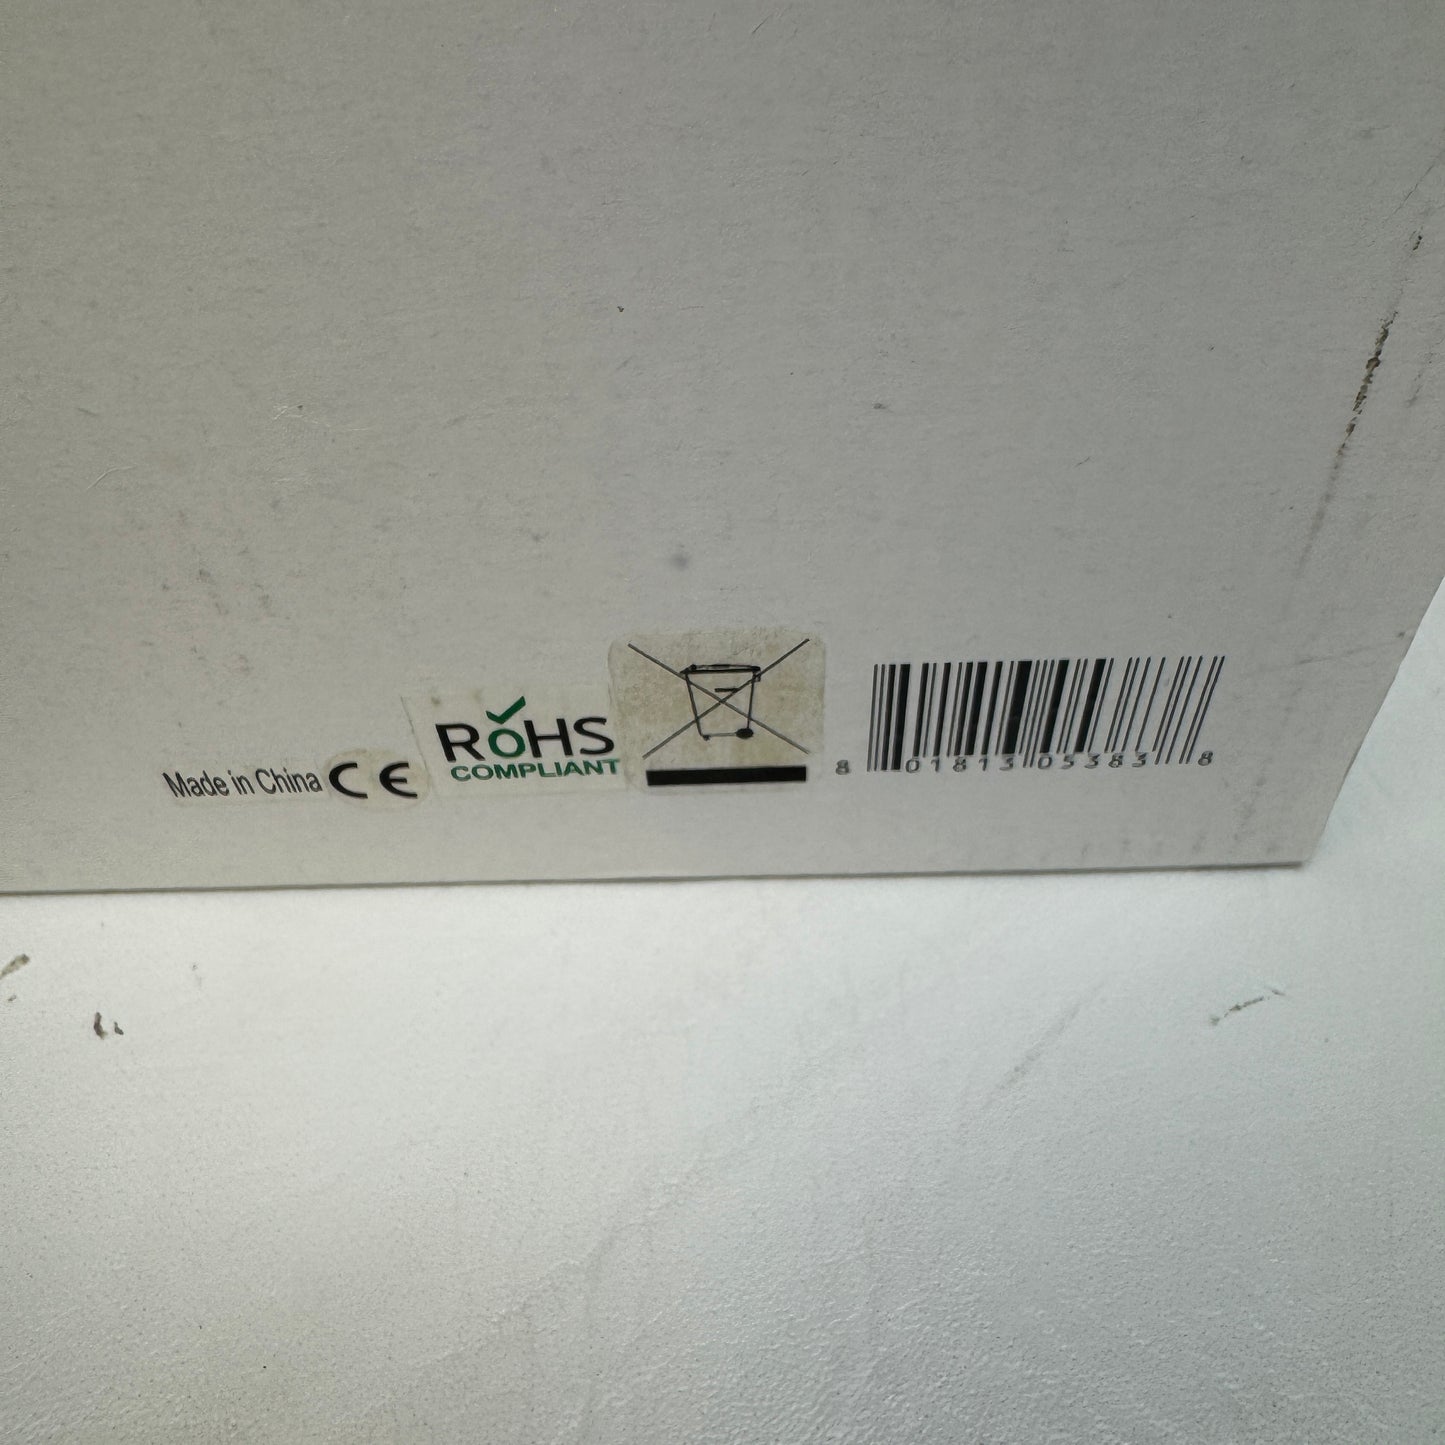 Made in China CE
RoHS
COMPLIANT
8 01813 05383 8